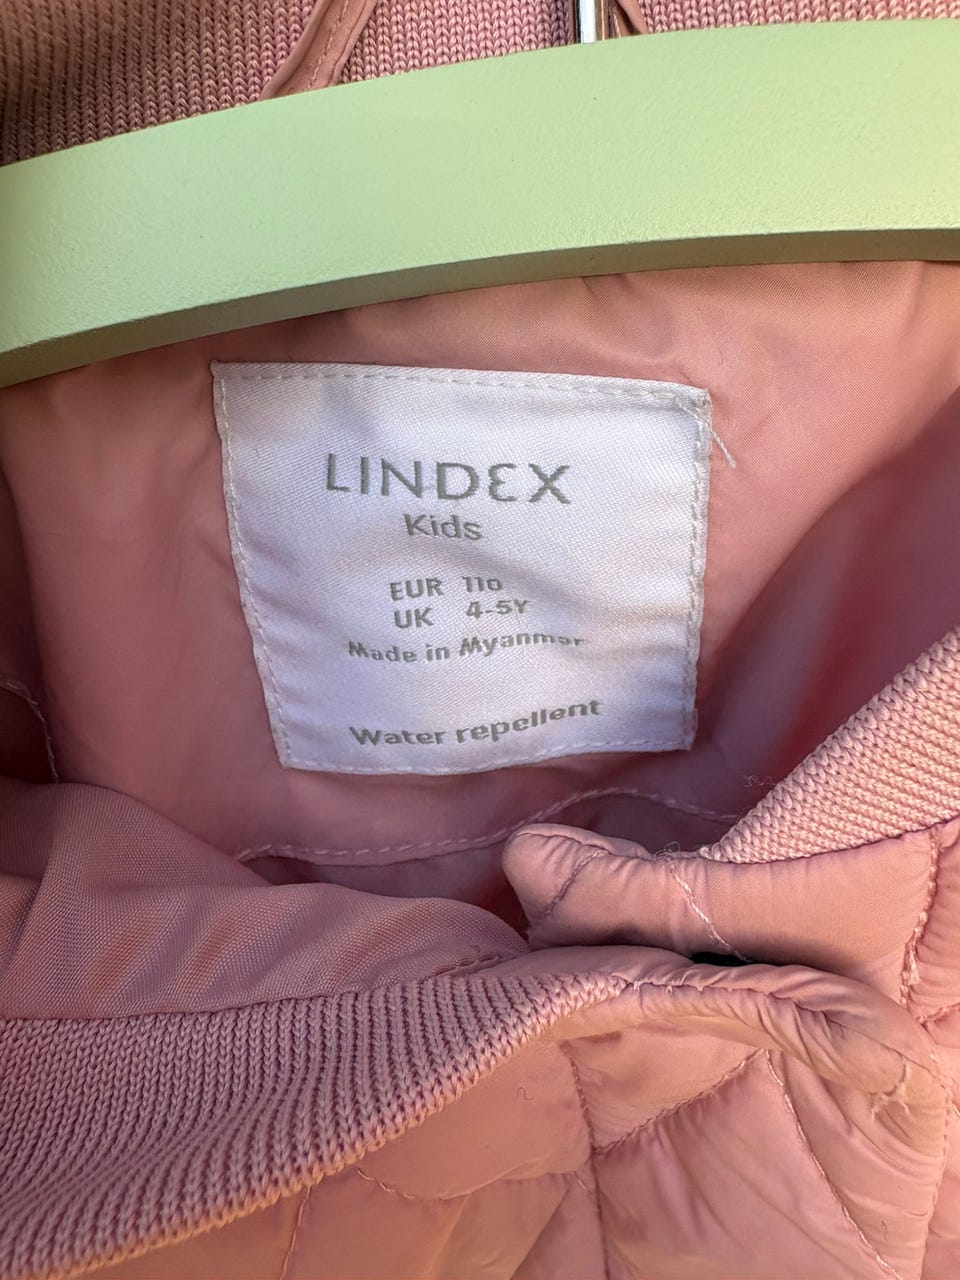 LINDEX
Kids
EUR 110
UK 4-5Y
Made in Myanmar
Water repellent